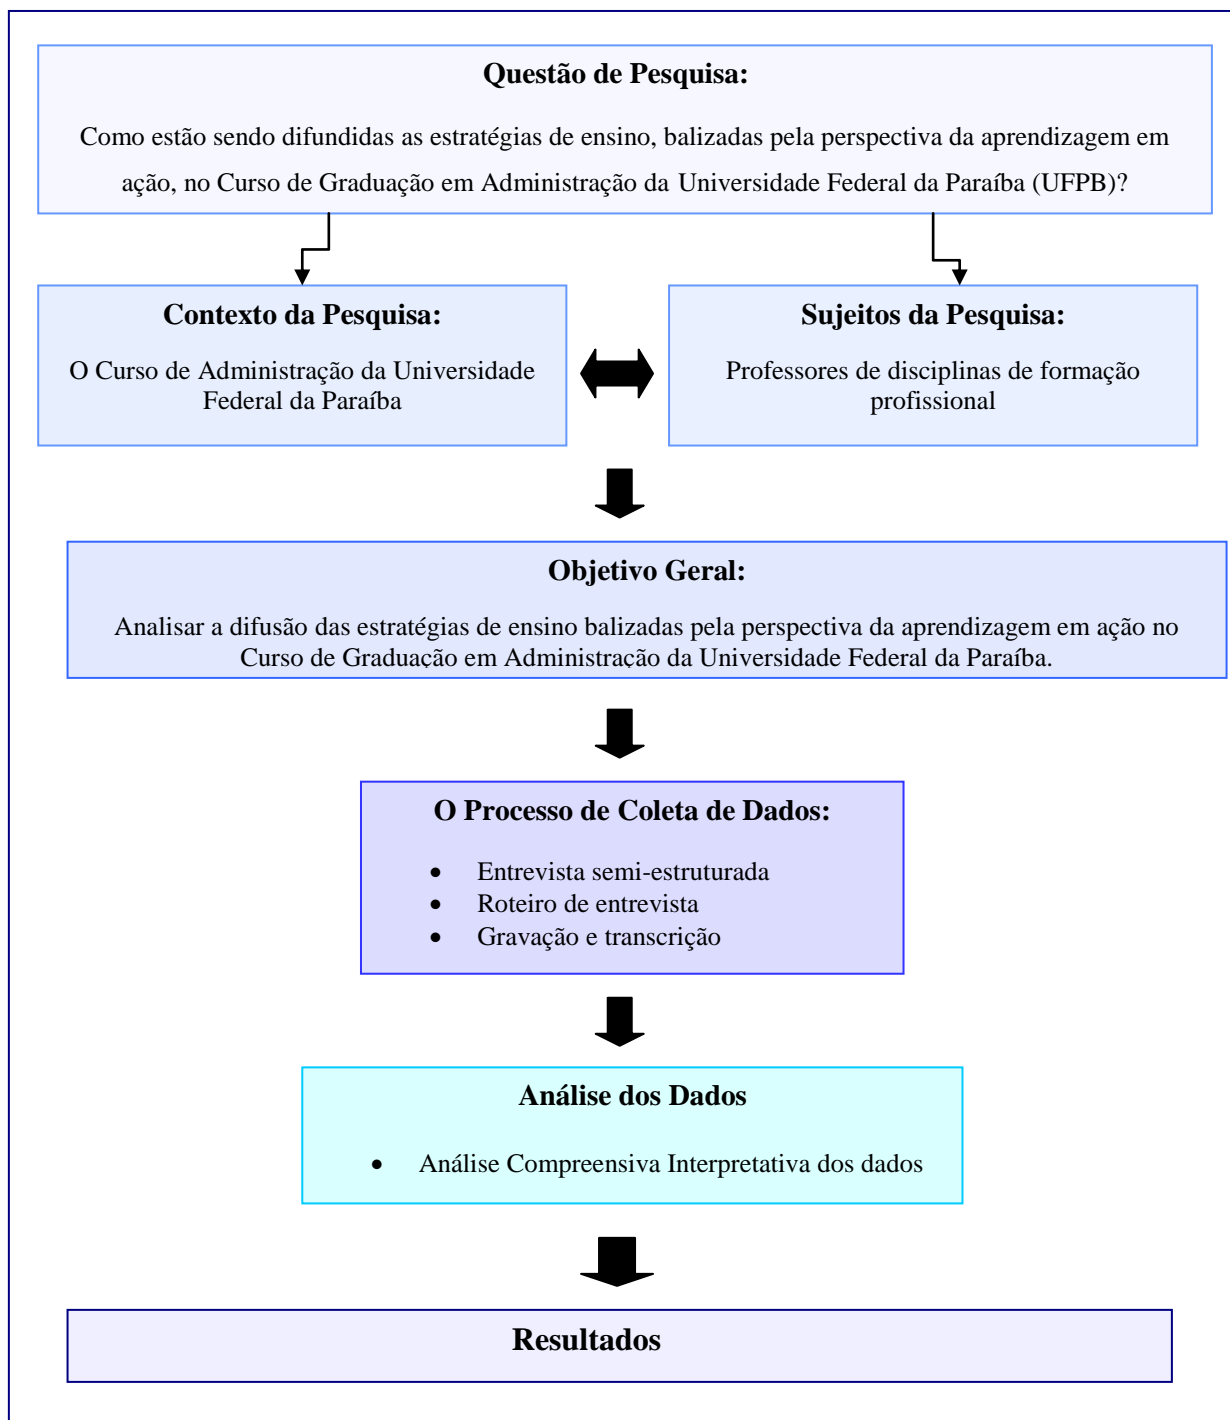 Questão de Pesquisa:
Como estão sendo difundidas as estratégias de ensino, balizadas pela perspectiva da aprendizagem em
ação, no Curso de Graduação em Administração da Universidade Federal da Paraíba (UFPB)?
Contexto da Pesquisa:
O Curso de Administração da Universidade
Federal da Paraíba
Sujeitos da Pesquisa:
Professores de disciplinas de formação
profissional
Objetivo Geral:
Analisar a difusão das estratégias de ensino balizadas pela perspectiva da aprendizagem em ação no
Curso de Graduação em Administração da Universidade Federal da Paraíba.
O Processo de Coleta de Dados:
• Entrevista semi-estruturada
• Roteiro de entrevista
• Gravação e transcrição
Análise dos Dados
• Análise Compreensiva Interpretativa dos dados
Resultados